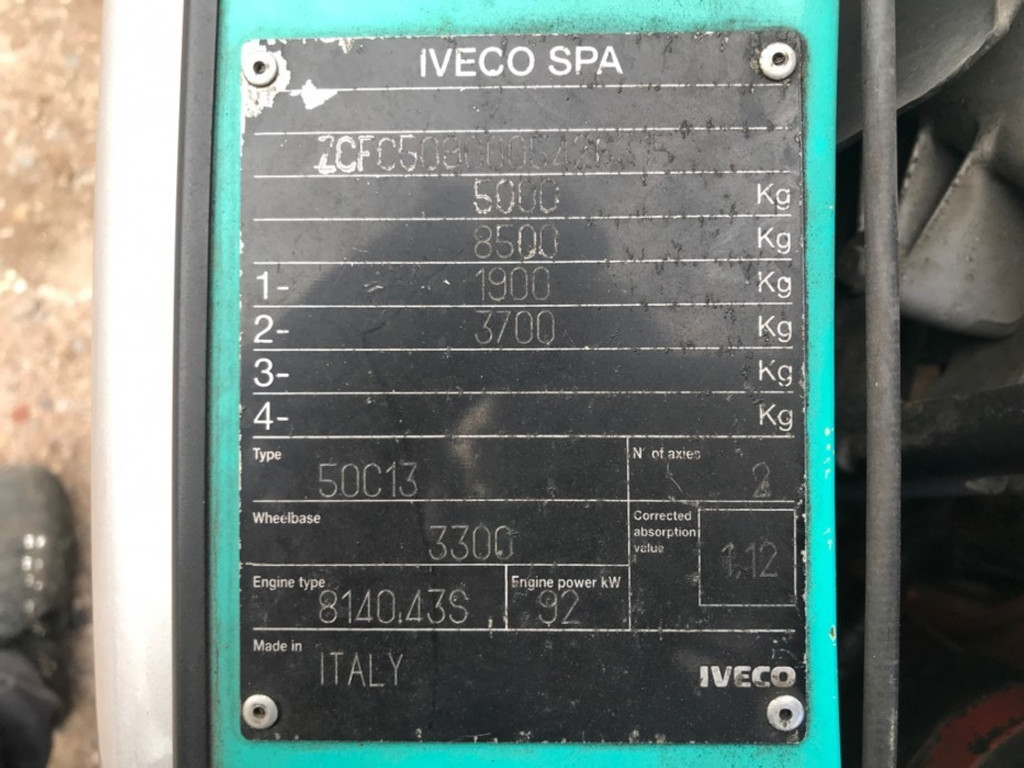 IVECO SPA
5000 Kg
8500 Kg
1- 1900 Kg
2- 3700 Kg
3- Kg
4- Kg
Type N° of axies
50C13 2
Wheelbase Corrected absorption value
3300 1.12
Engine type Engine power kW
8140.43S 92
Made in
ITALY IVECO